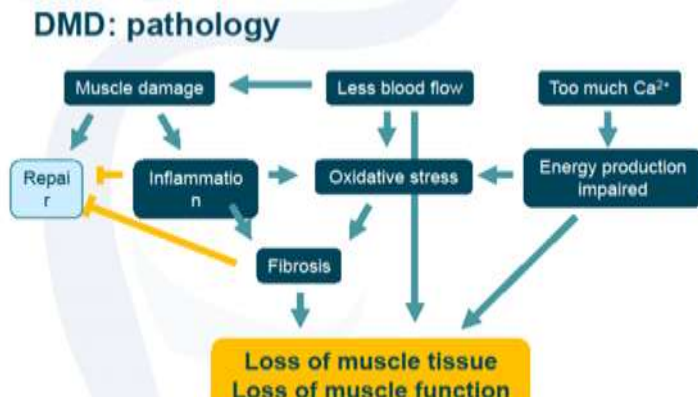 DMD: pathology
Muscle damage
Less blood flow
Too much Ca²⁺
Repai
r
Inflammatio
n
Oxidative stress
Energy production
impaired
Fibrosis
Loss of muscle tissue
Loss of muscle function